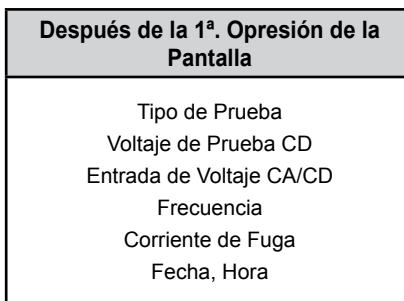 Después de la 1ª. Opresión de la
Pantalla
Tipo de Prueba
Voltaje de Prueba CD
Entrada de Voltaje CA/CD
Frecuencia
Corriente de Fuga
Fecha, Hora